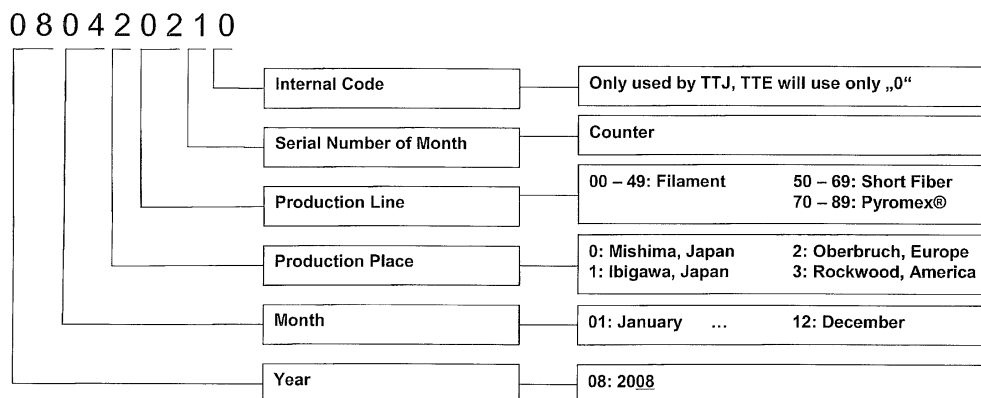 0 8 0 4 2 0 2 1 0
Internal Code
Only used by TTJ, TTE will use only „0“
Serial Number of Month
Counter
Production Line
00 – 49: Filament 50 – 69: Short Fiber
70 – 89: Pyromex®
Production Place
0: Mishima, Japan 2: Oberbruch, Europe
1: Ibigawa, Japan 3: Rockwood, America
Month
01: January ... 12: December
Year
08: 2008